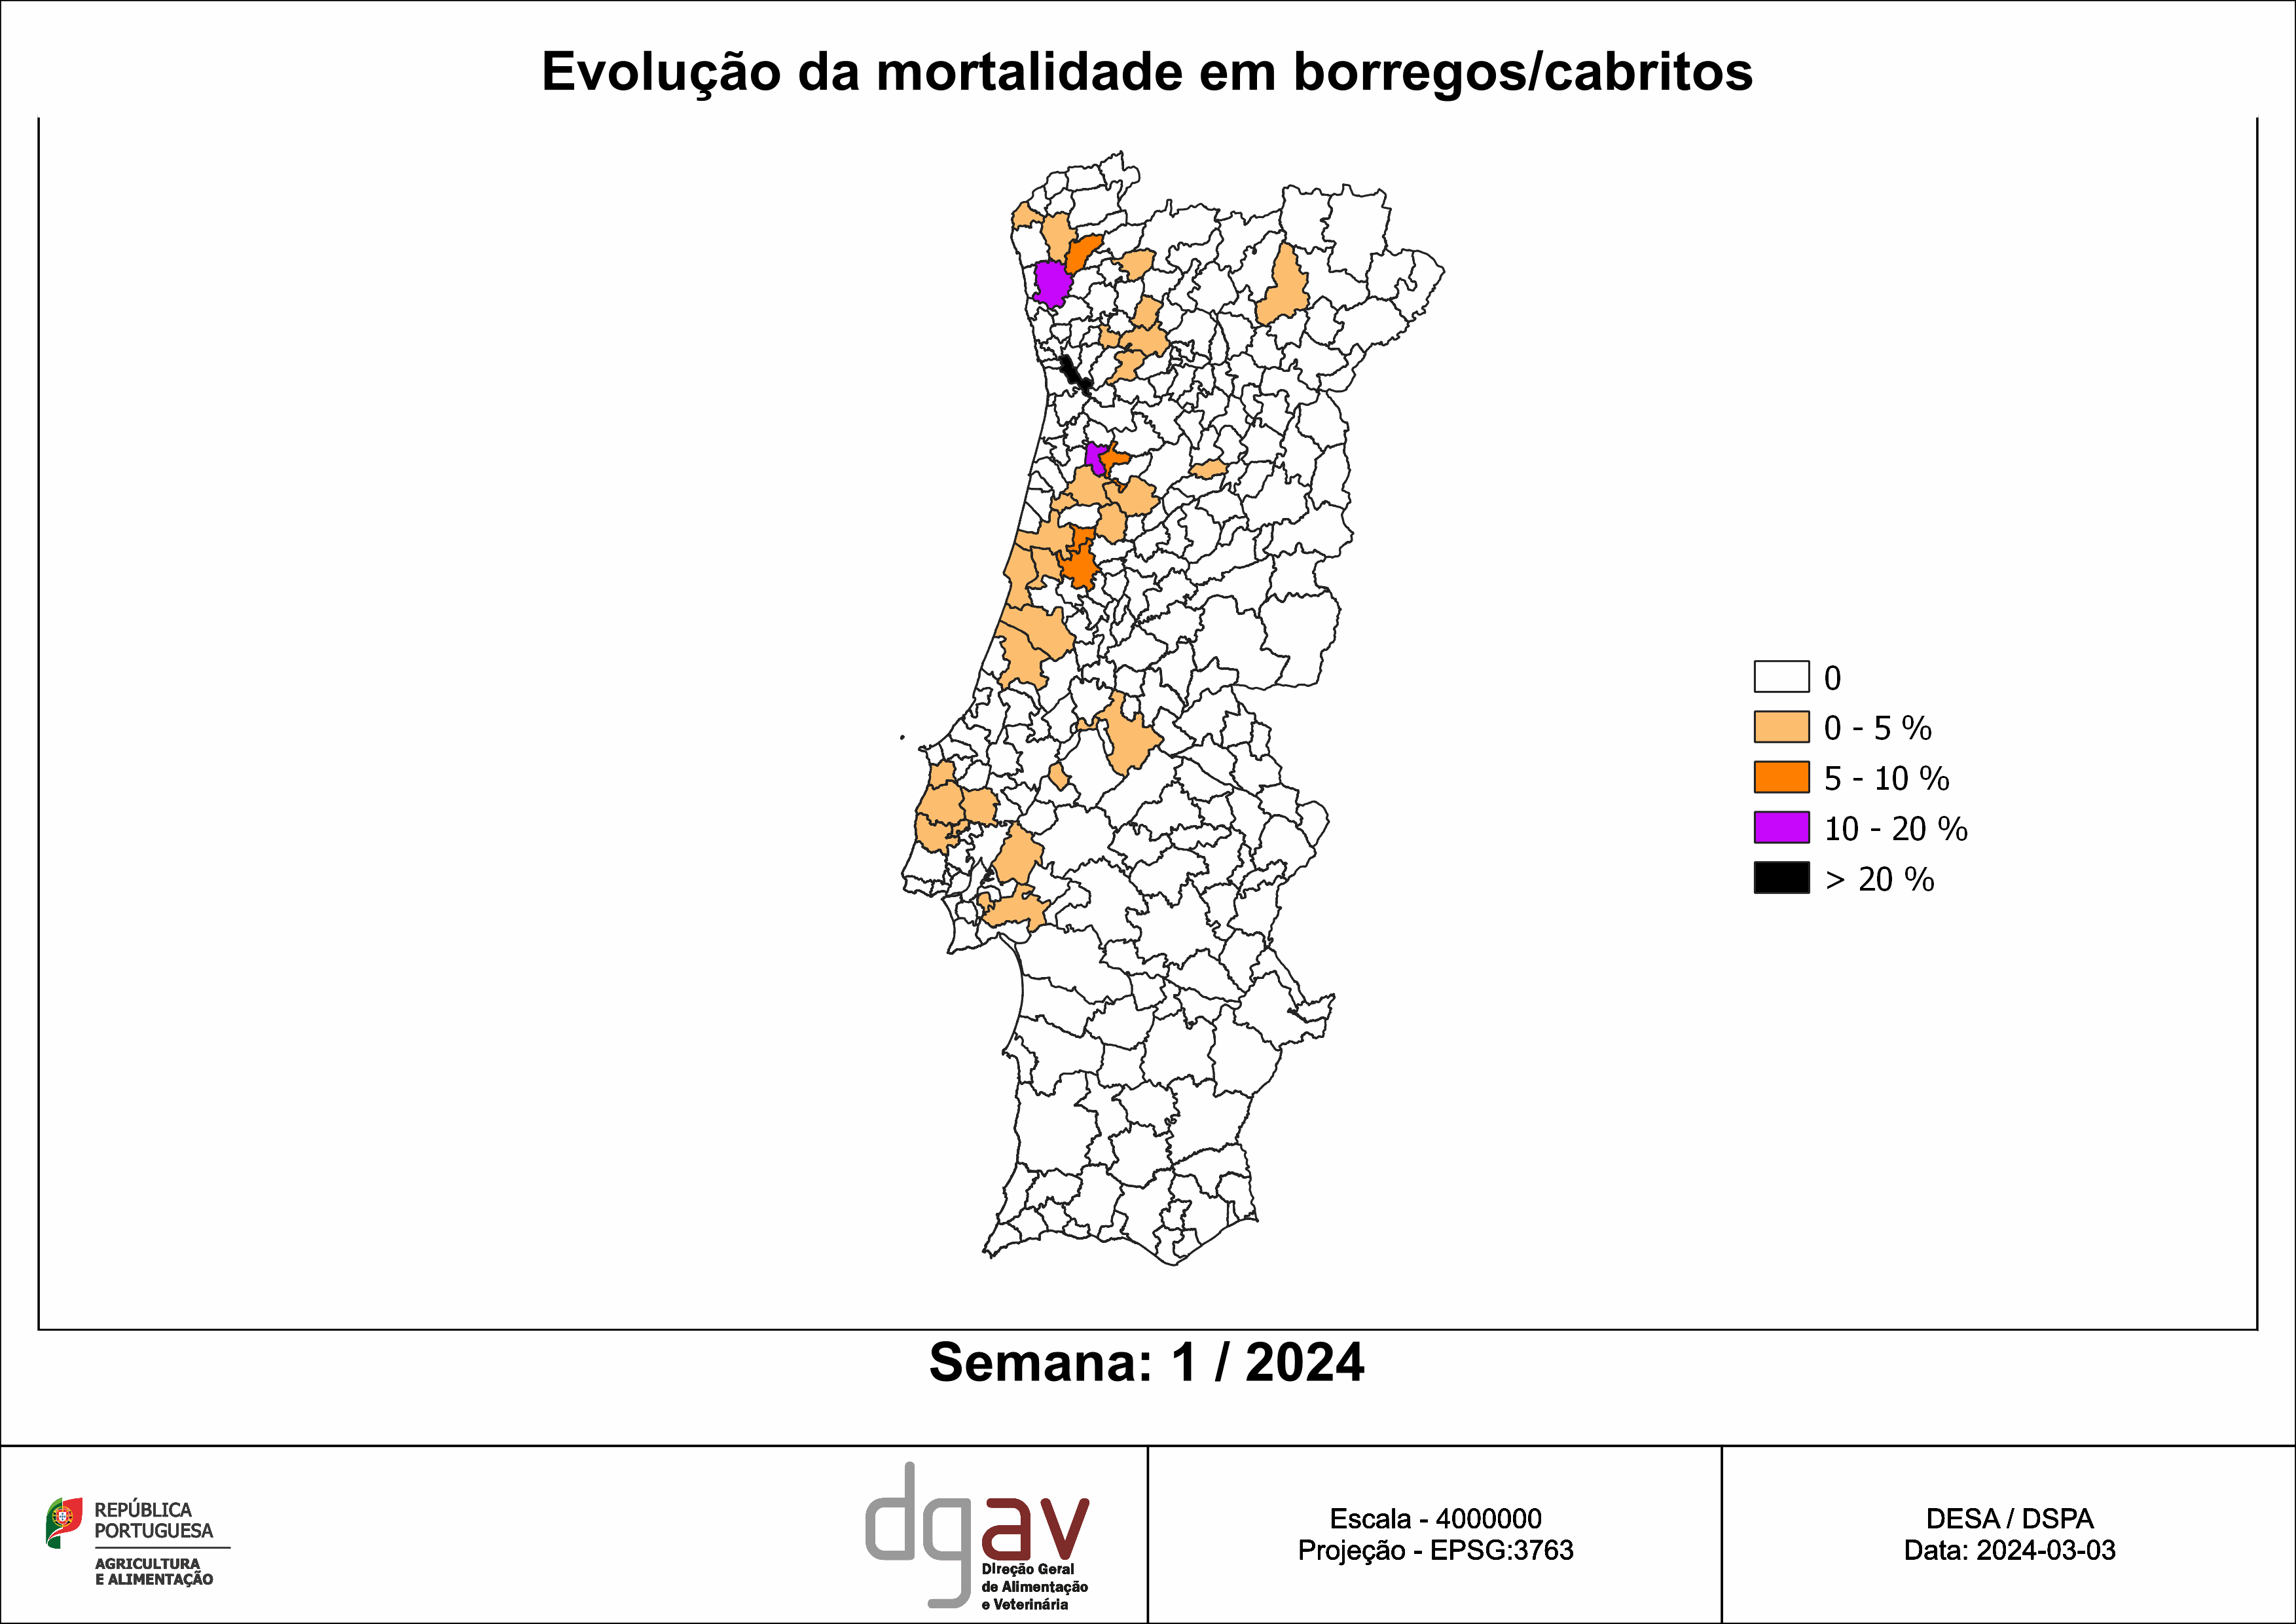 Evolução da mortalidade em borregos/cabritos
0
0 - 5 %
5 - 10 %
10 - 20 %
> 20 %
Semana: 1 / 2024
REPÚBLICA
PORTUGUESA
AGRICULTURA
E ALIMENTAÇÃO
dgav
Direção Geral
de Alimentação
e Veterinária
Escala - 4000000
Projeção - EPSG:3763
DESA / DSPA
Data: 2024-03-03